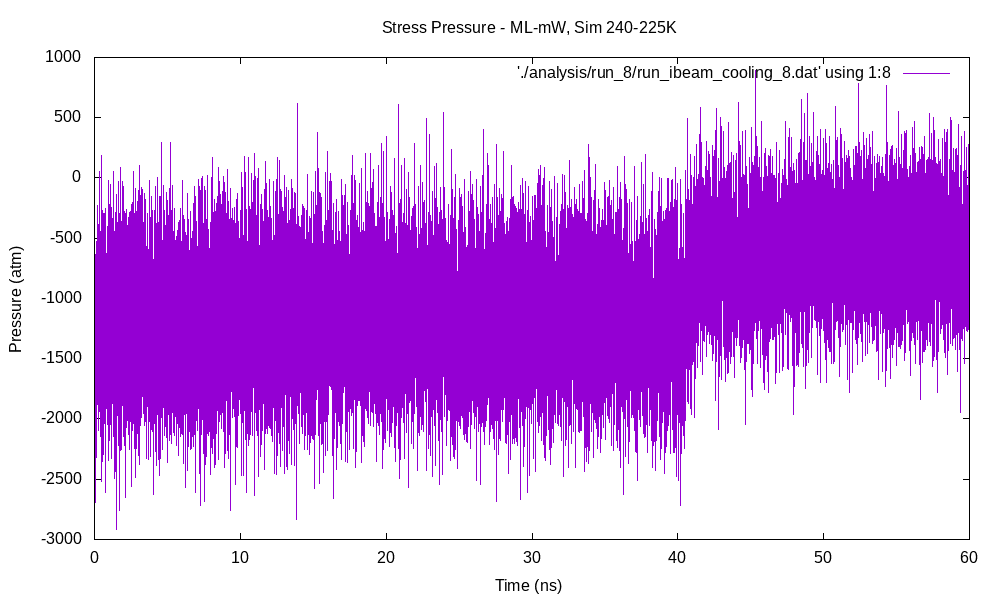 Stress Pressure - ML-mW, Sim 240-225K
'./analysis/run_8/run_ibeam_cooling_8.dat' using 1:8
1000
500
0
-500
-1000
-1500
-2000
-2500
-3000
Pressure (atm)
0 10 20 30 40 50 60
Time (ns)